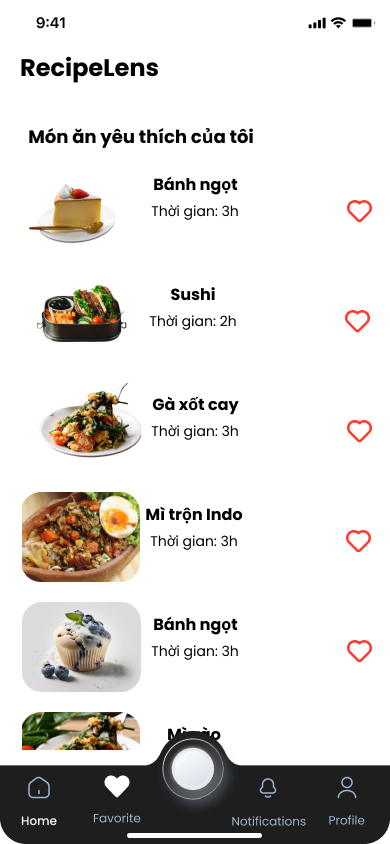 9:41
RecipeLens
Món ăn yêu thích của tôi
Bánh ngọt
Thời gian: 3h
Sushi
Thời gian: 2h
Gà xốt cay
Thời gian: 3h
Mì trộn Indo
Thời gian: 3h
Bánh ngọt
Thời gian: 3h
Home
Favorite
Notifications
Profile